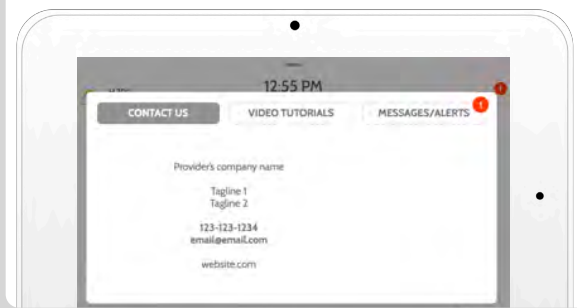 12:55 PM
CONTACT US
VIDEO TUTORIALS
MESSAGES/ALERTS
1
Provider's company name
Tagline 1
Tagline 2
123-123-1234
email@email.com
website.com